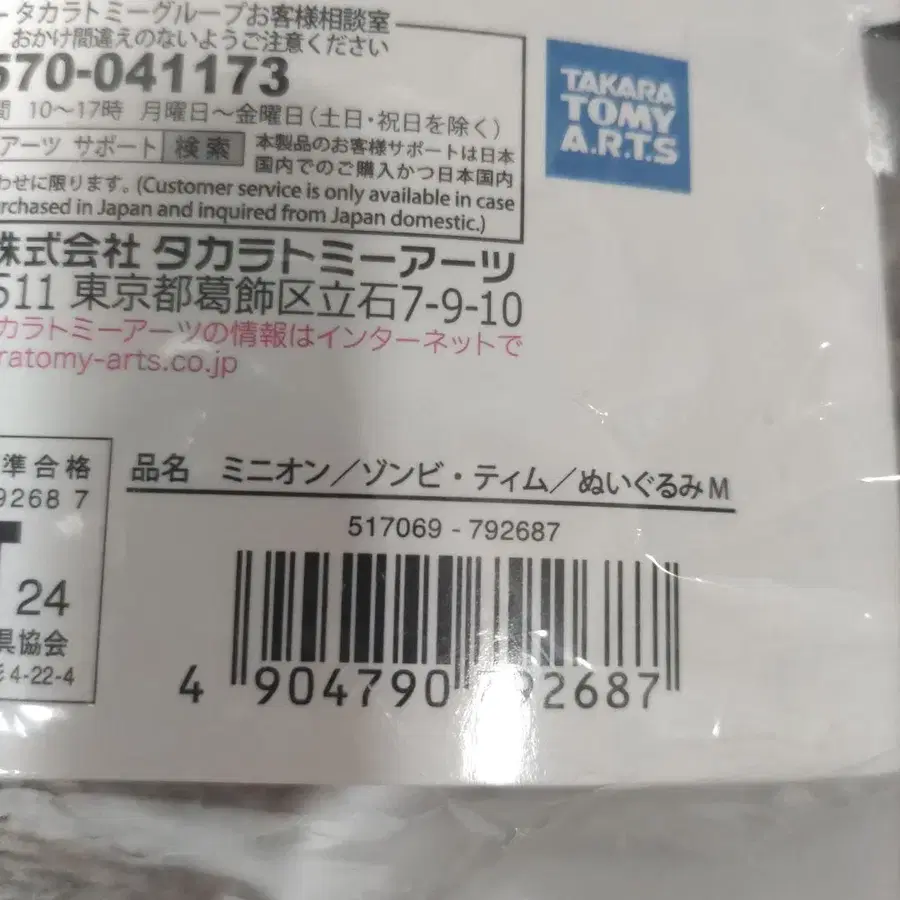 タカラトミーグループお客様相談室
おかけ間違えのないようご注意ください
570-041173
間 10～17時 月曜日～金曜日(土日・祝日を除く)
アーツ サポート 検索
本製品のお客様サポートは日本
国内でのご購入かつ日本国内
わせに限ります。(Customer service is only available in case
rchased in Japan and inquired from Japan domestic.)
株式会社 タカラトミーアーツ
511 東京都葛飾区立石7-9-10
カラトミーアーツの情報はインターネットで
ratomy-arts.co.jp
TAKARA
TOMY
A.R.T.S
準合格
92687
T
24
具協会
4-22-4
品名 ミニオン/ゾンビ・ティム/ぬいぐるみM
517069-792687
4 904790 792687